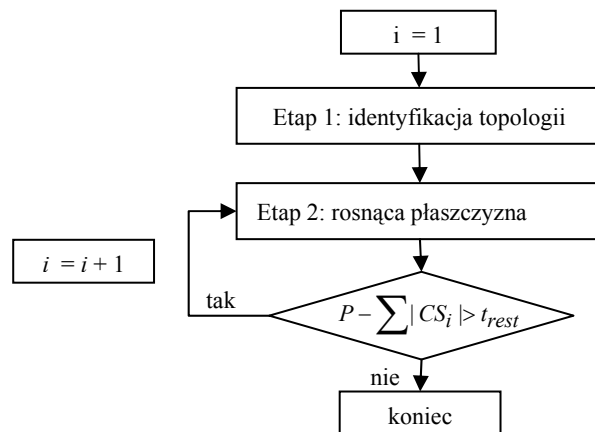 i = 1
Etap 1: identyfikacja topologii
Etap 2: rosnąca płaszczyzna
i = i + 1
tak
P – ∑ | CS_i | > t_rest
nie
koniec